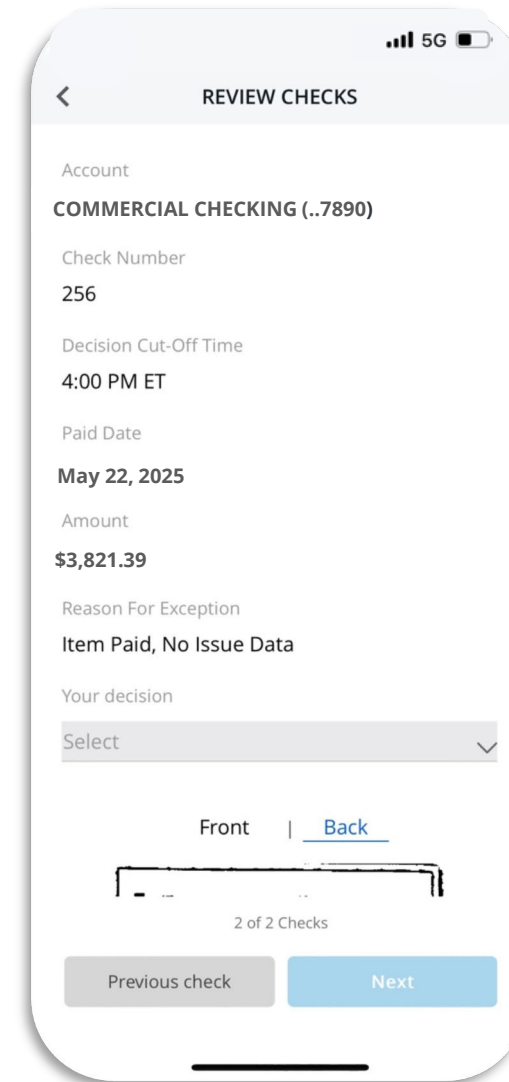 5G
REVIEW CHECKS
Account
COMMERCIAL CHECKING (..7890)
Check Number
256
Decision Cut-Off Time
4:00 PM ET
Paid Date
May 22, 2025
Amount
$3,821.39
Reason For Exception
Item Paid, No Issue Data
Your decision
Select
Front | Back
2 of 2 Checks
Previous check Next